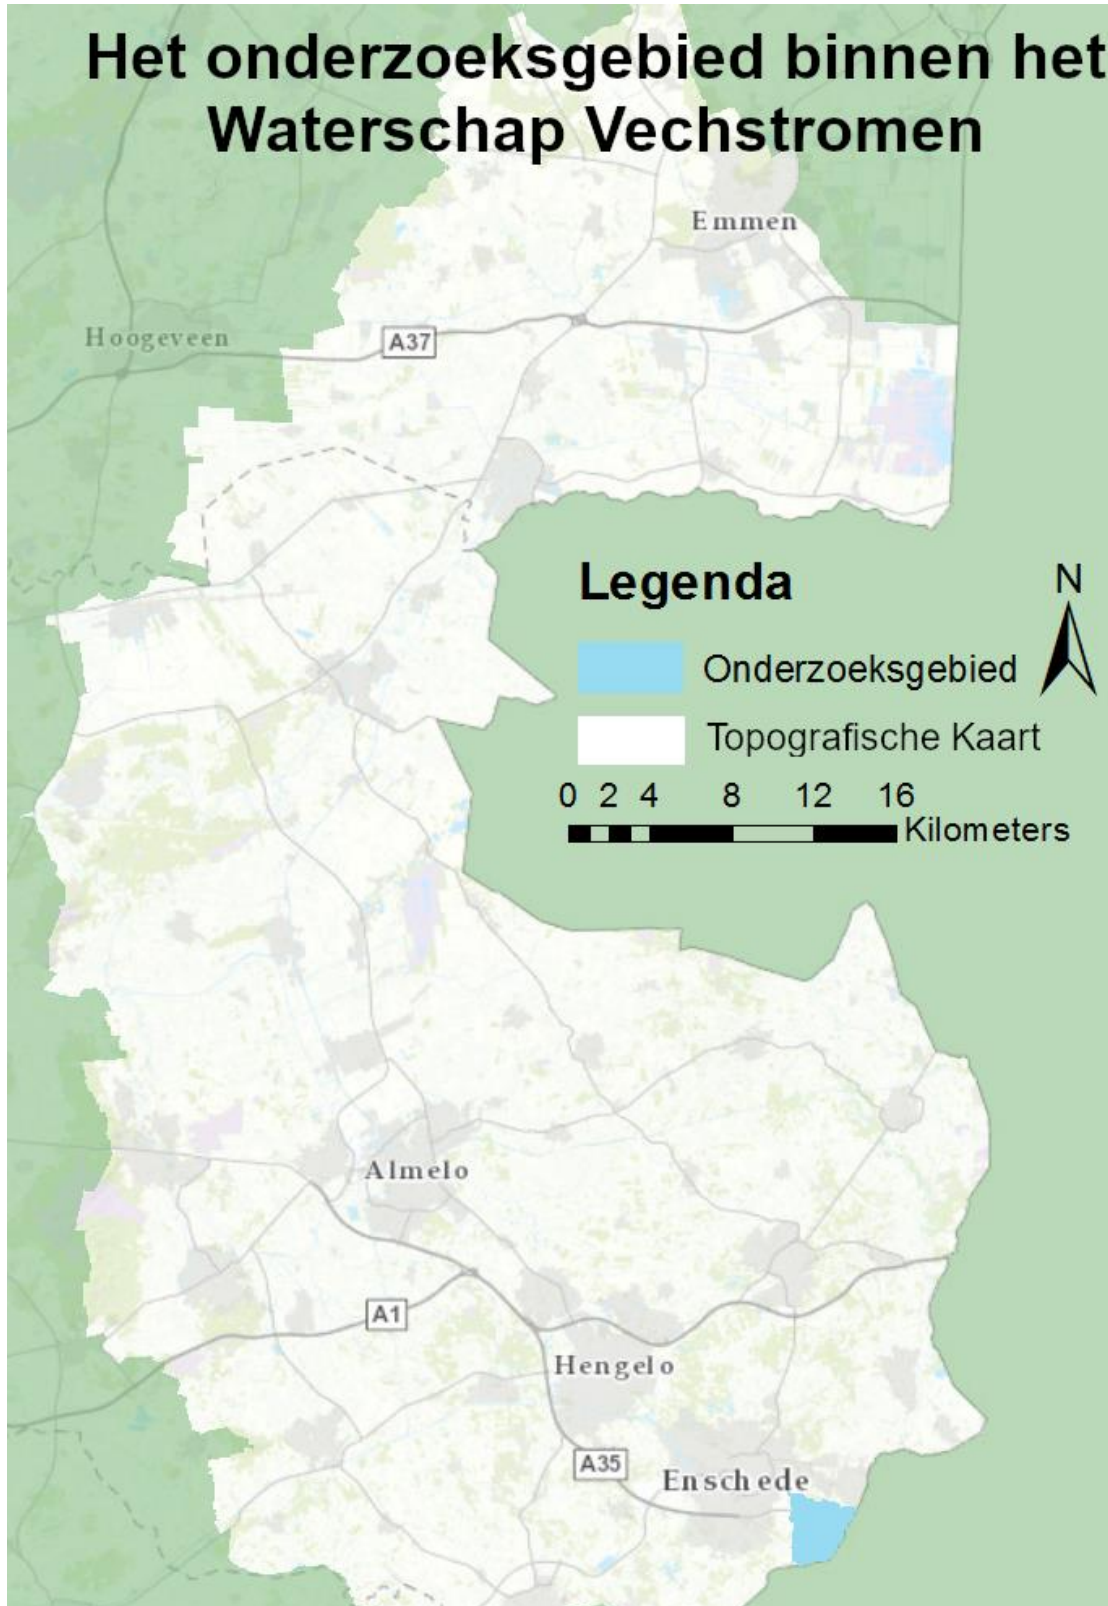 Het onderzoeksgebied binnen het
Waterschap Vechstromen
Emmen
Hoogeveen
A37
Legenda
N
Onderzoeksgebied
Topografische Kaart
0 2 4 8 12 16
Kilometers
Almelo
A1
Hengelo
A35
Enschede